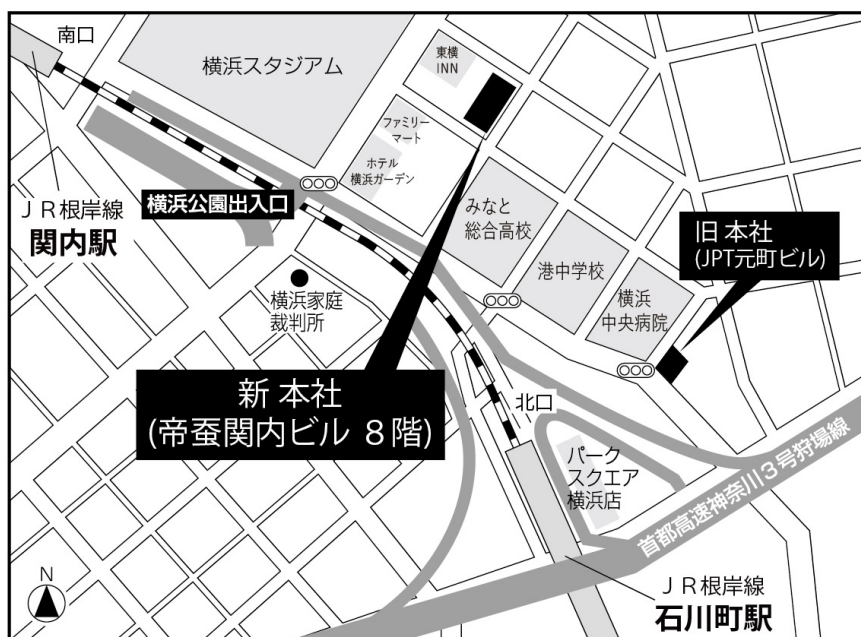 南口
横浜スタジアム
東横
INN
ファミリー
マート
ホテル
横浜ガーデン
ＪＲ根岸線
関内駅
横浜公園出入口
みなと
総合高校
旧 本社
(JPT元町ビル)
港中学校
横浜
中央病院
横浜家庭
裁判所
新 本社
(帝蚕関内ビル ８階)
北口
パーク
スクエア
横浜店
首都高速神奈川３号狩場線
N
ＪＲ根岸線
石川町駅